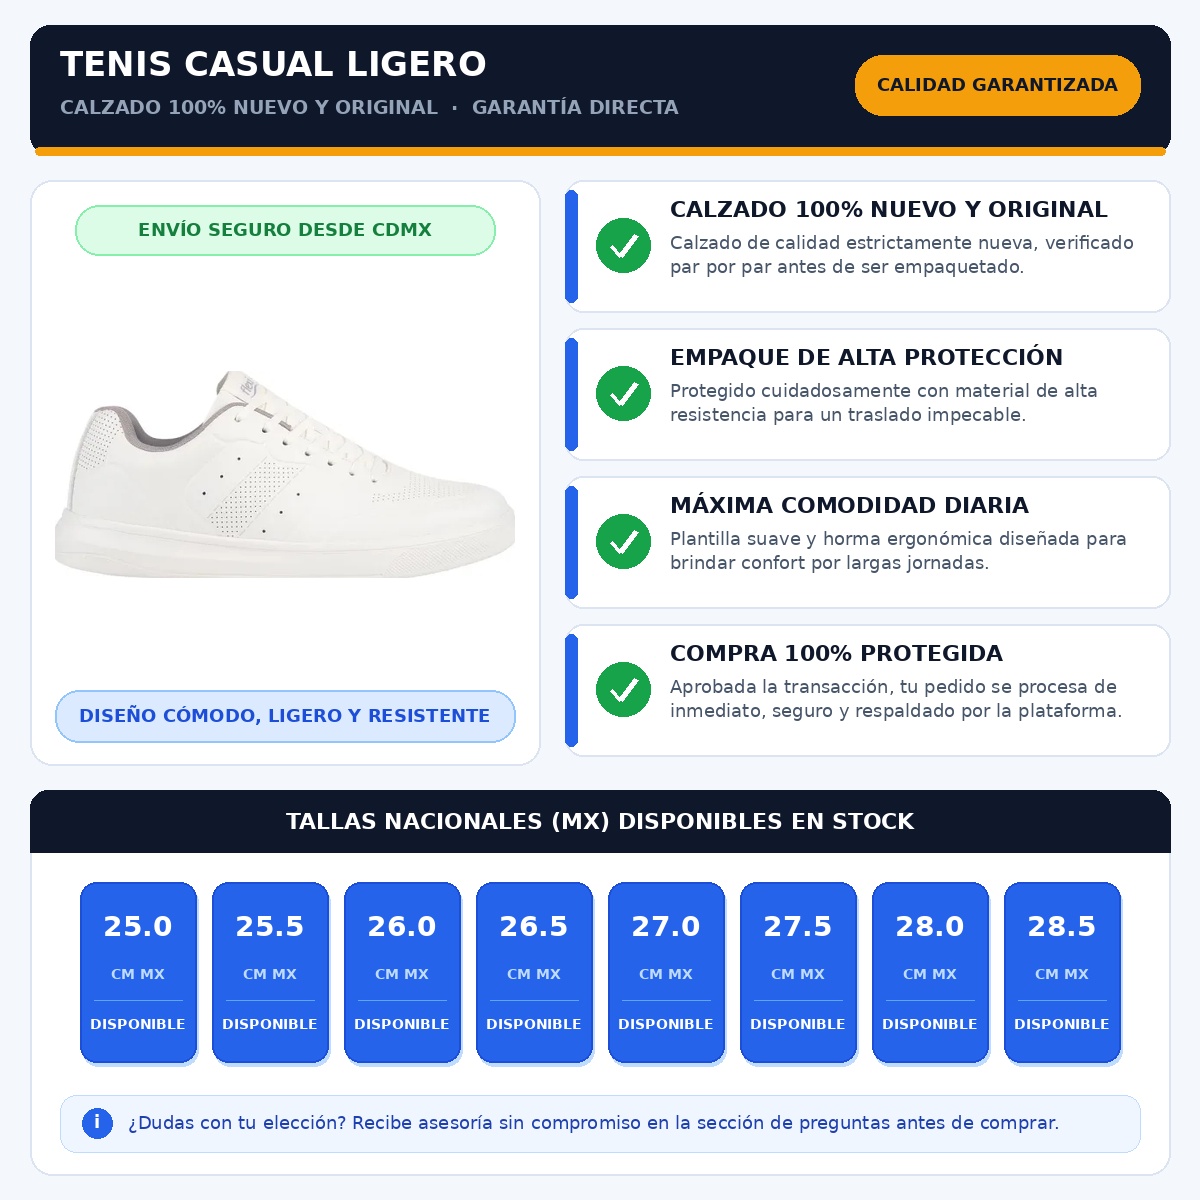 TENIS CASUAL LIGERO
CALZADO 100% NUEVO Y ORIGINAL · GARANTÍA DIRECTA
CALIDAD GARANTIZADA
ENVÍO SEGURO DESDE CDMX
DISEÑO CÓMODO, LIGERO Y RESISTENTE
CALZADO 100% NUEVO Y ORIGINAL
Calzado de calidad estrictamente nueva, verificado
par por par antes de ser empaquetado.
EMPAQUE DE ALTA PROTECCIÓN
Protegido cuidadosamente con material de alta
resistencia para un traslado impecable.
MÁXIMA COMODIDAD DIARIA
Plantilla suave y horma ergonómica diseñada para
brindar confort por largas jornadas.
COMPRA 100% PROTEGIDA
Aprobada la transacción, tu pedido se procesa de
inmediato, seguro y respaldado por la plataforma.
TALLAS NACIONALES (MX) DISPONIBLES EN STOCK
25.0 25.5 26.0 26.5 27.0 27.5 28.0 28.5
CM MX CM MX CM MX CM MX CM MX CM MX CM MX CM MX
DISPONIBLE DISPONIBLE DISPONIBLE DISPONIBLE DISPONIBLE DISPONIBLE DISPONIBLE DISPONIBLE
i ¿Dudas con tu elección? Recibe asesoría sin compromiso en la sección de preguntas antes de comprar.